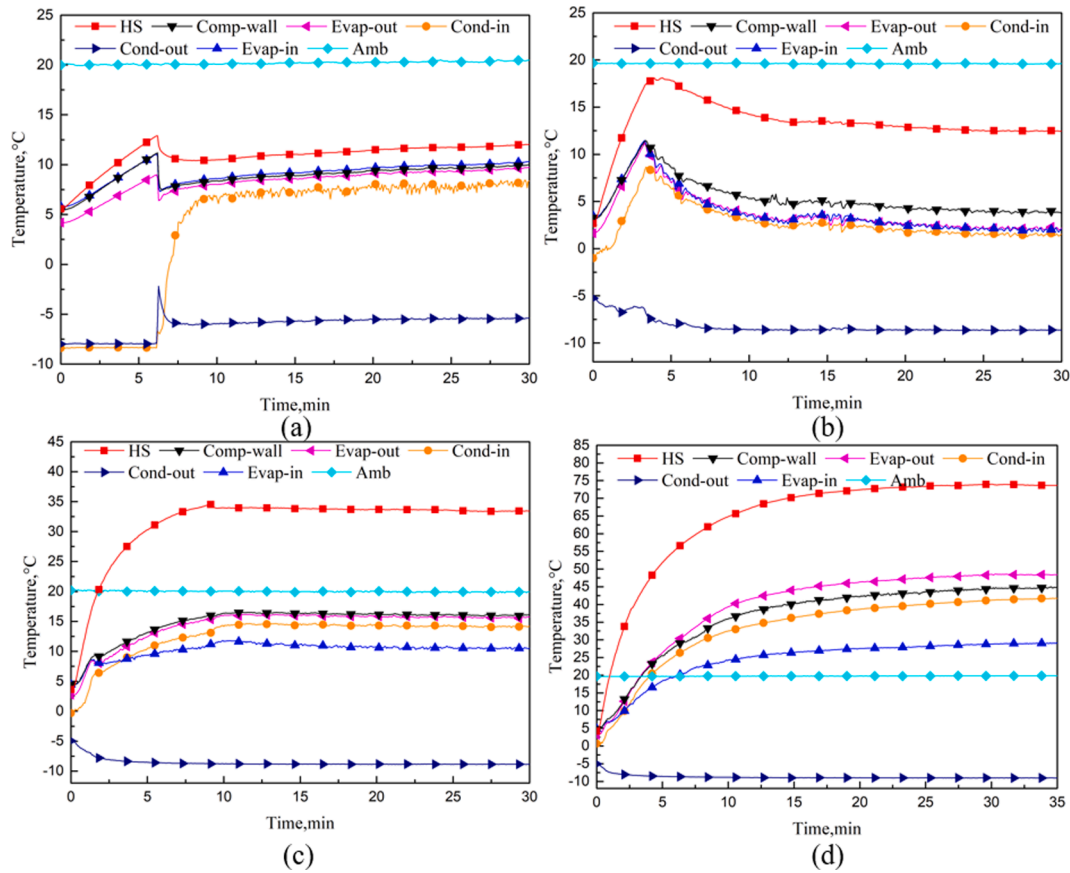 HS Comp-wall Evap-out Cond-in
Cond-out Evap-in Amb
Temperature,°C
25
20
15
10
5
0
-5
-10
0 5 10 15 20 25 30
Time,min
(a)
HS Comp-wall Evap-out Cond-in
Cond-out Evap-in Amb
Temperature,°C
25
20
15
10
5
0
-5
-10
0 5 10 15 20 25 30
Time,min
(b)
HS Comp-wall Evap-out Cond-in
Cond-out Evap-in Amb
Temperature,°C
45
40
35
30
25
20
15
10
5
0
-5
-10
0 5 10 15 20 25 30
Time,min
(c)
HS Comp-wall Evap-out Cond-in
Cond-out Evap-in Amb
Temperature,°C
85
80
75
70
65
60
55
50
45
40
35
30
25
20
15
10
5
0
-5
-10
0 5 10 15 20 25 30 35
Time,min
(d)